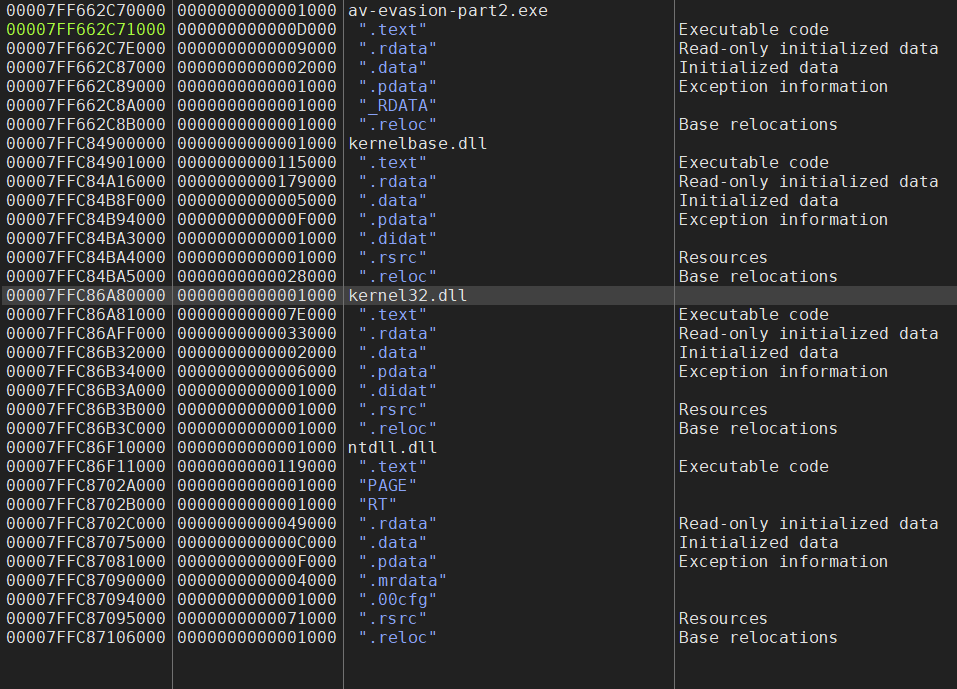 00007FF662C70000 0000000000001000 av-evasion-part2.exe
00007FF662C71000 000000000000D000 ".text" Executable code
00007FF662C7E000 0000000000009000 ".rdata" Read-only initialized data
00007FF662C87000 0000000000002000 ".data" Initialized data
00007FF662C89000 0000000000001000 ".pdata" Exception information
00007FF662C8A000 0000000000001000 "_RDATA"
00007FF662C8B000 0000000000001000 ".reloc" Base relocations
00007FFC84900000 0000000000001000 kernelbase.dll
00007FFC84901000 0000000000115000 ".text" Executable code
00007FFC84A16000 0000000000179000 ".rdata" Read-only initialized data
00007FFC84B8F000 0000000000005000 ".data" Initialized data
00007FFC84B94000 000000000000F000 ".pdata" Exception information
00007FFC84BA3000 0000000000001000 ".didat"
00007FFC84BA4000 0000000000001000 ".rsrc" Resources
00007FFC84BA5000 0000000000028000 ".reloc" Base relocations
00007FFC86A80000 0000000000001000 kernel32.dll
00007FFC86A81000 000000000007E000 ".text" Executable code
00007FFC86AFF000 0000000000033000 ".rdata" Read-only initialized data
00007FFC86B32000 0000000000002000 ".data" Initialized data
00007FFC86B34000 0000000000006000 ".pdata" Exception information
00007FFC86B3A000 0000000000001000 ".didat"
00007FFC86B3B000 0000000000001000 ".rsrc" Resources
00007FFC86B3C000 0000000000001000 ".reloc" Base relocations
00007FFC86F10000 0000000000001000 ntdll.dll
00007FFC86F11000 0000000000119000 ".text" Executable code
00007FFC8702A000 0000000000001000 "PAGE"
00007FFC8702B000 0000000000001000 "RT"
00007FFC8702C000 0000000000049000 ".rdata" Read-only initialized data
00007FFC87075000 000000000000C000 ".data" Initialized data
00007FFC87081000 000000000000F000 ".pdata" Exception information
00007FFC87090000 0000000000004000 ".mrdata"
00007FFC87094000 0000000000001000 ".00cfg"
00007FFC87095000 0000000000071000 ".rsrc" Resources
00007FFC87106000 0000000000001000 ".reloc" Base relocations